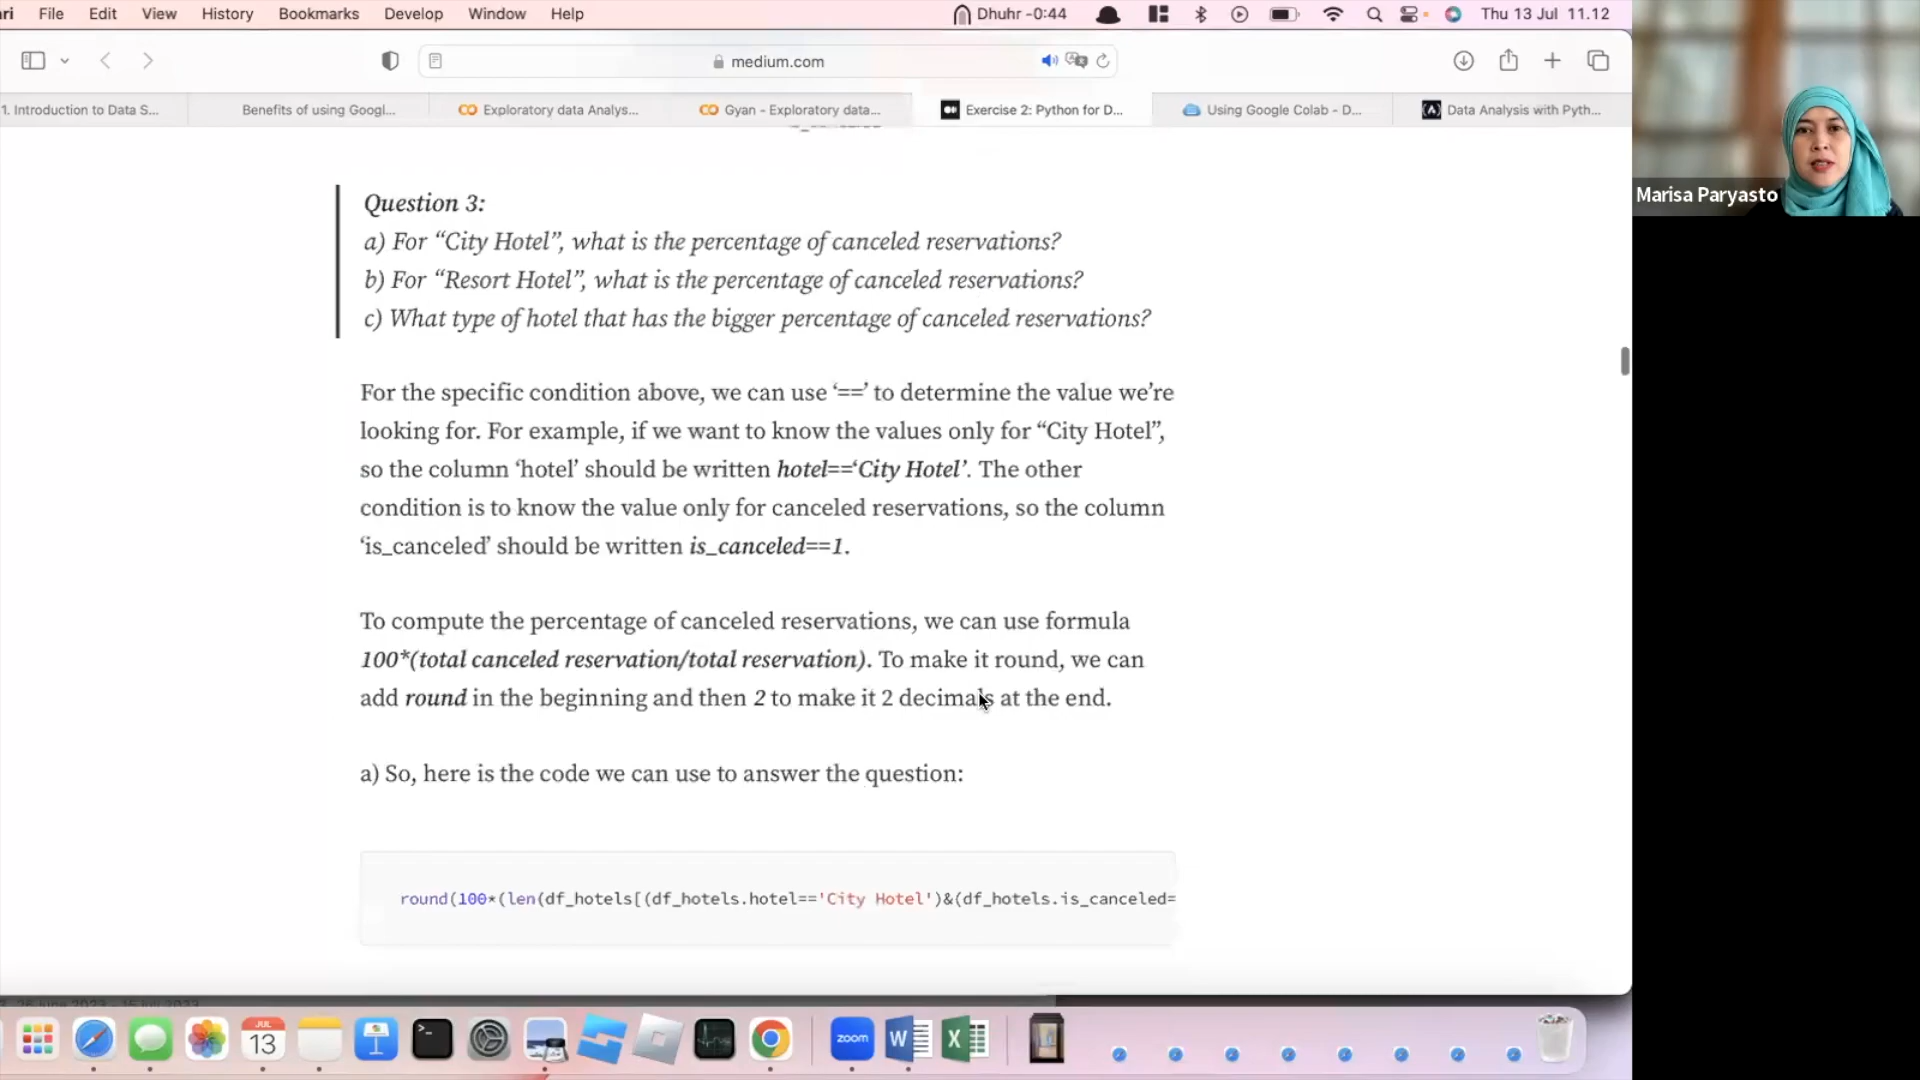 ri File Edit View History Bookmarks Develop Window Help Dhuhr -0:44 Thu 13 Jul 11.12
medium.com
1. Introduction to Data S... Benefits of using Googl... Exploratory data Analys... Gyan - Exploratory data... Exercise 2: Python for D... Using Google Colab - D... Data Analysis with Pyth...
Marisa Paryasto
Question 3:
a) For “City Hotel”, what is the percentage of canceled reservations?
b) For “Resort Hotel”, what is the percentage of canceled reservations?
c) What type of hotel that has the bigger percentage of canceled reservations?
For the specific condition above, we can use ‘==’ to determine the value we’re
looking for. For example, if we want to know the values only for “City Hotel”,
so the column ‘hotel’ should be written hotel==‘City Hotel’. The other
condition is to know the value only for canceled reservations, so the column
‘is_canceled’ should be written is_canceled==1.
To compute the percentage of canceled reservations, we can use formula
100*(total canceled reservation/total reservation). To make it round, we can
add round in the beginning and then 2 to make it 2 decimals at the end.
a) So, here is the code we can use to answer the question:
round(100*(len(df_hotels[(df_hotels.hotel=='City Hotel')&(df_hotels.is_canceled=
JUL
13
zoom